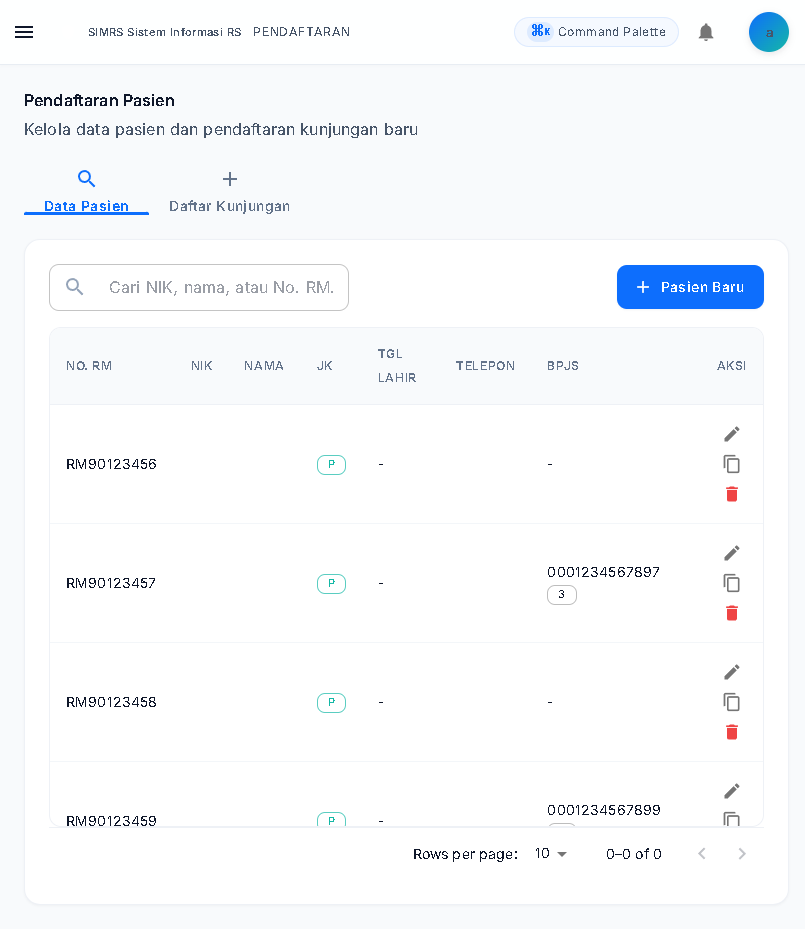 SIMRS Sistem Informasi RS PENDAFTARAN ⌘K Command Palette a
Pendaftaran Pasien
Kelola data pasien dan pendaftaran kunjungan baru
Data Pasien Daftar Kunjungan
Cari NIK, nama, atau No. RM. Pasien Baru
NO. RM NIK NAMA JK TGL LAHIR TELEPON BPJS AKSI
RM90123456 P - -
RM90123457 P - 0001234567897
3
RM90123458 P - -
RM90123459 P - 0001234567899
Rows per page: 10 0–0 of 0